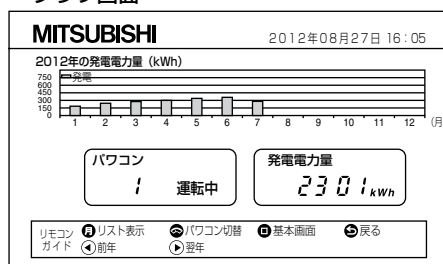 MITSUBISHI
2012年08月27日 16:05
2012年の発電電力量（kWh）
発電
750
600
450
300
150
0
1 2 3 4 5 6 7 8 9 10 11 12 (月
パワコン
1 運転中
発電電力量
2301 kWh
リモコン
ガイド
月 リスト表示 パワコン切替 基本画面 戻る
前年 翌年